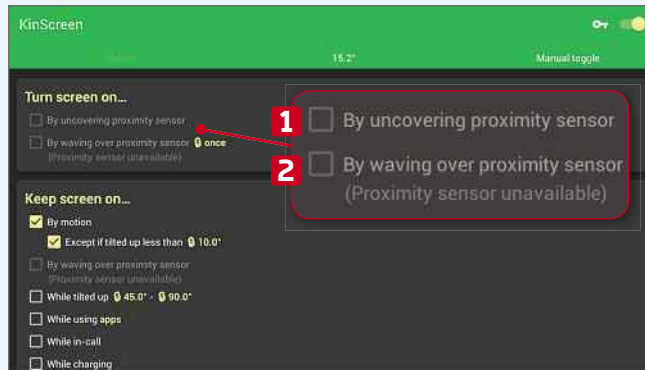 KinScreen
15.2°
Manual toggle
Turn screen on...
By uncovering proximity sensor
By waving over proximity sensor once
(Proximity sensor unavailable)
1 By uncovering proximity sensor
2 By waving over proximity sensor
(Proximity sensor unavailable)
Keep screen on...
By motion
Except if tilted up less than 10.0°
By waving over proximity sensor
(Proximity sensor unavailable)
While tilted up 45.0° - 90.0°
While using apps
While in-call
While charging